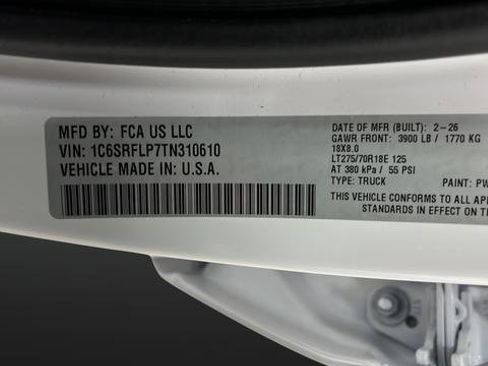 MFD BY: FCA US LLC
VIN: 1C6SRFLP7TN310610
VEHICLE MADE IN: U.S.A.
DATE OF MFR (BUILT): 2-26
GAWR FRONT: 3900 LB / 1770 KG
18X8.0
LT275/70R18E 125
AT 380 kPa / 55 PSI
TYPE: TRUCK PAINT: PW
THIS VEHICLE CONFORMS TO ALL APP
STANDARDS IN EFFECT ON T